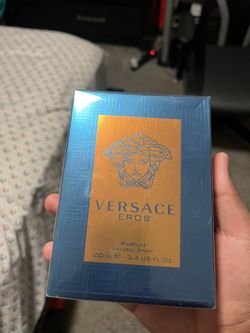 VERSACE
EROS
PARFUM
NATURAL SPRAY
100 ml ℮ 3.4 US FL.Oz.